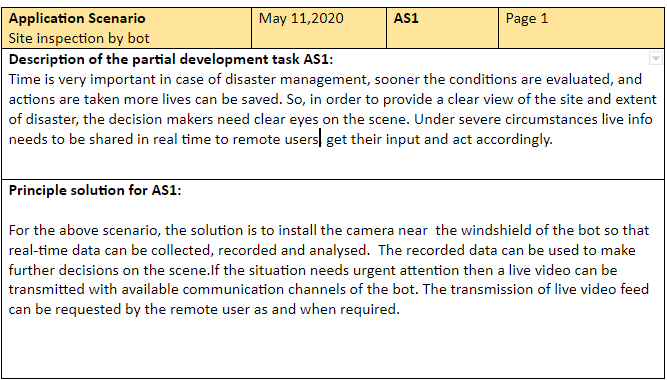 Application Scenario May 11,2020 AS1 Page 1
Site inspection by bot
Description of the partial development task AS1:
Time is very important in case of disaster management, sooner the conditions are evaluated, and
actions are taken more lives can be saved. So, in order to provide a clear view of the site and extent
of disaster, the decision makers need clear eyes on the scene. Under severe circumstances live info
needs to be shared in real time to remote users get their input and act accordingly.
Principle solution for AS1:
For the above scenario, the solution is to install the camera near  the windshield of the bot so that
real-time data can be collected, recorded and analysed.  The recorded data can be used to make
further decisions on the scene.If the situation needs urgent attention then a live video can be
transmitted with available communication channels of the bot. The transmission of live video feed
can be requested by the remote user as and when required.